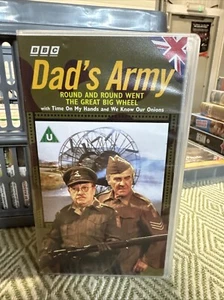 BBC
Dad's Army
ROUND AND ROUND WENT
THE GREAT BIG WHEEL
with Time On My Hands and We Know Our Onions
U